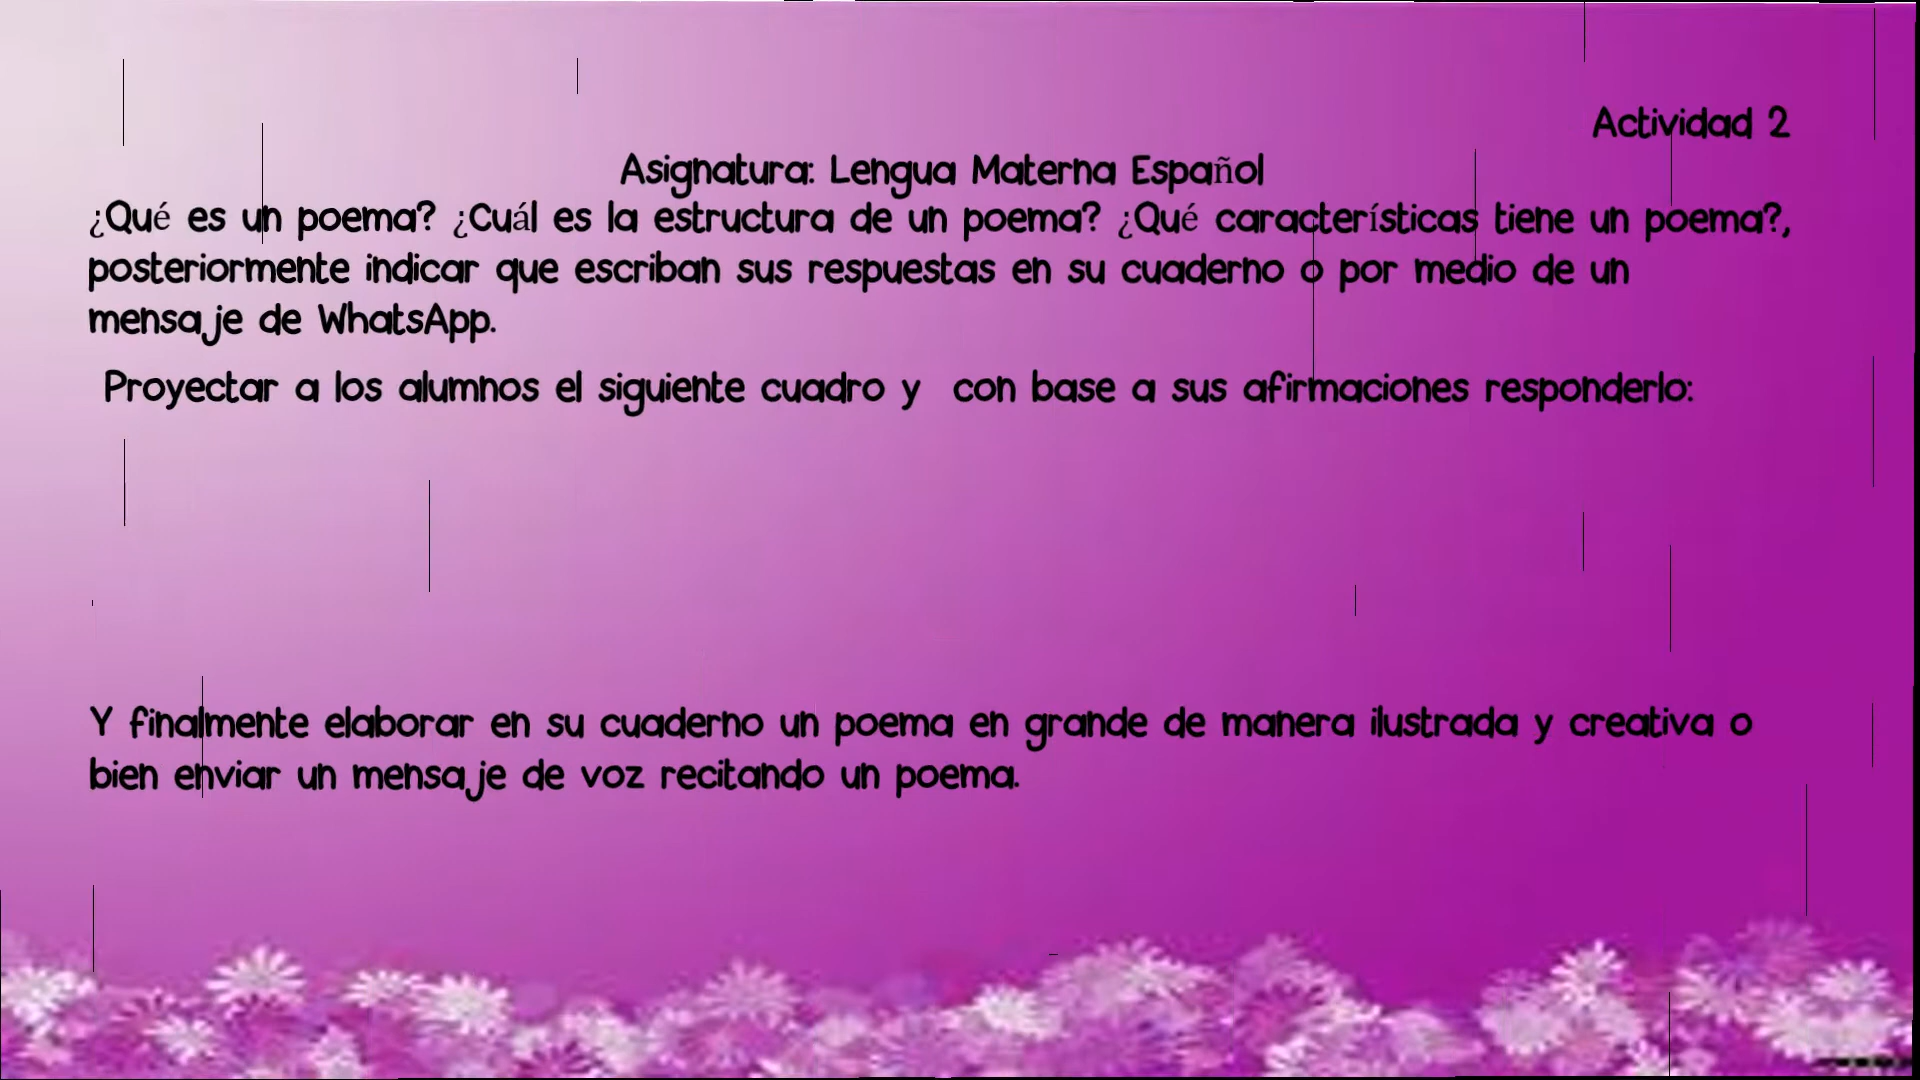 Actividad 2
Asignatura: Lengua Materna Español
¿Qué es un poema? ¿Cuál es la estructura de un poema? ¿Qué características tiene un poema?,
posteriormente indicar que escriban sus respuestas en su cuaderno o por medio de un
mensaje de WhatsApp.
Proyectar a los alumnos el siguiente cuadro y con base a sus afirmaciones responderlo:
Y finalmente elaborar en su cuaderno un poema en grande de manera ilustrada y creativa o
bien enviar un mensaje de voz recitando un poema.